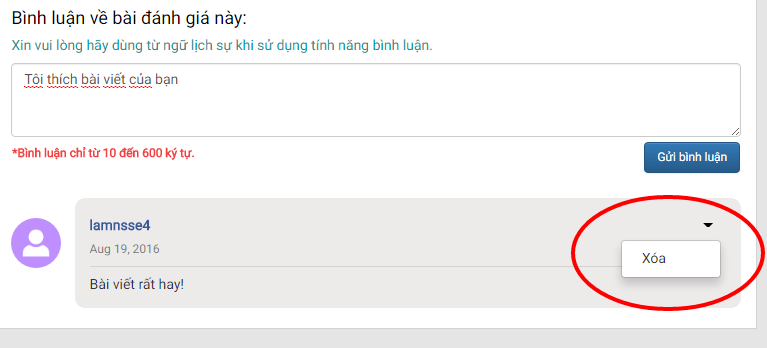 Bình luận về bài đánh giá này:
Xin vui lòng hãy dùng từ ngữ lịch sự khi sử dụng tính năng bình luận.
Tôi thích bài viết của bạn
*Bình luận chỉ từ 10 đến 600 ký tự.
Gửi bình luận
lamnsse4
Aug 19, 2016
Xóa
Bài viết rất hay!